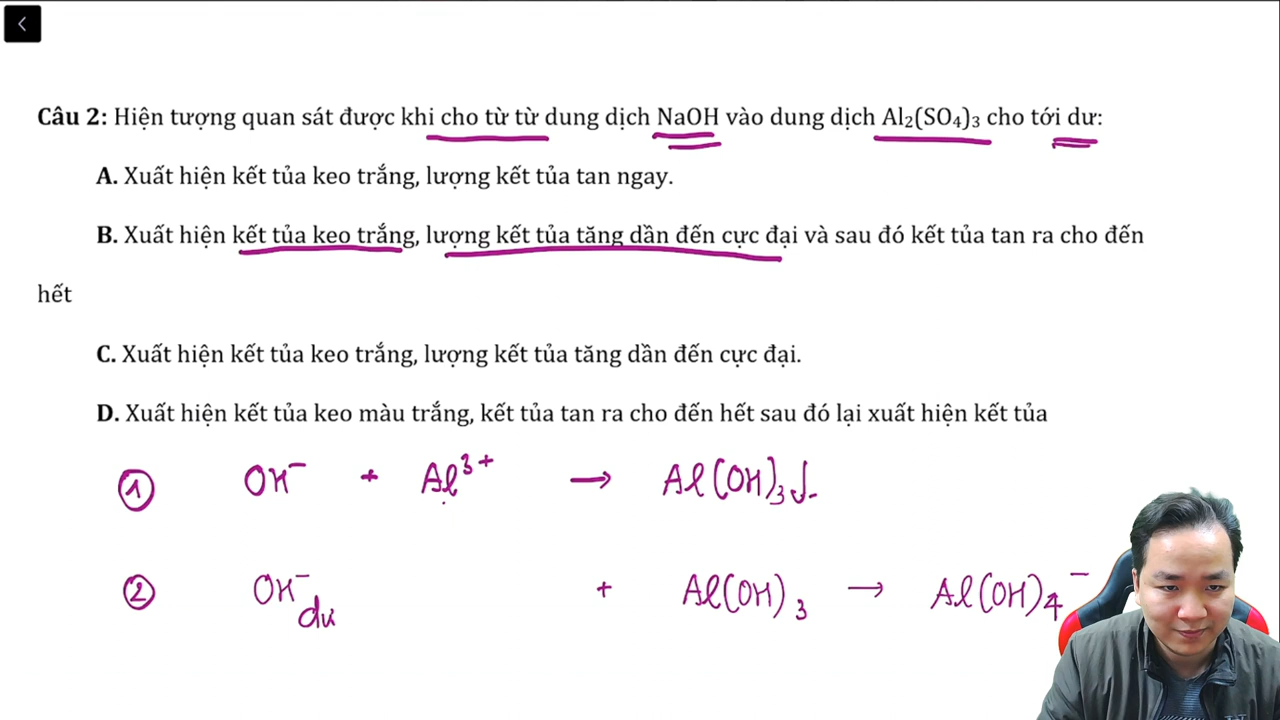 Câu 2: Hiện tượng quan sát được khi cho từ từ dung dịch NaOH vào dung dịch Al₂(SO₄)₃ cho tới dư:
A. Xuất hiện kết tủa keo trắng, lượng kết tủa tan ngay.
B. Xuất hiện kết tủa keo trắng, lượng kết tủa tăng dần đến cực đại và sau đó kết tủa tan ra cho đến
hết
C. Xuất hiện kết tủa keo trắng, lượng kết tủa tăng dần đến cực đại.
D. Xuất hiện kết tủa keo màu trắng, kết tủa tan ra cho đến hết sau đó lại xuất hiện kết tủa
① OH⁻ + Al³⁺ → Al(OH)₃↓
② OH⁻ dư + Al(OH)₃ → Al(OH)₄⁻